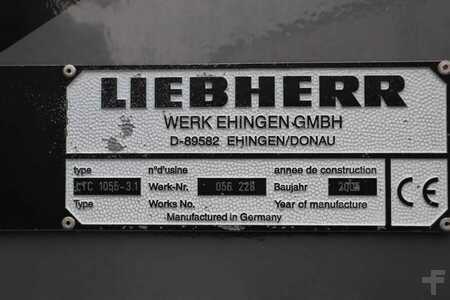 LIEBHERR
WERK EHINGEN GMBH
D-89582 EHINGEN/DONAU
type n°d'usine annee de construction
LTC 1055-3.1 Werk-Nr. 056 226 Baujahr
Type Works No. Year of manufacture
Manufactured in Germany
CE